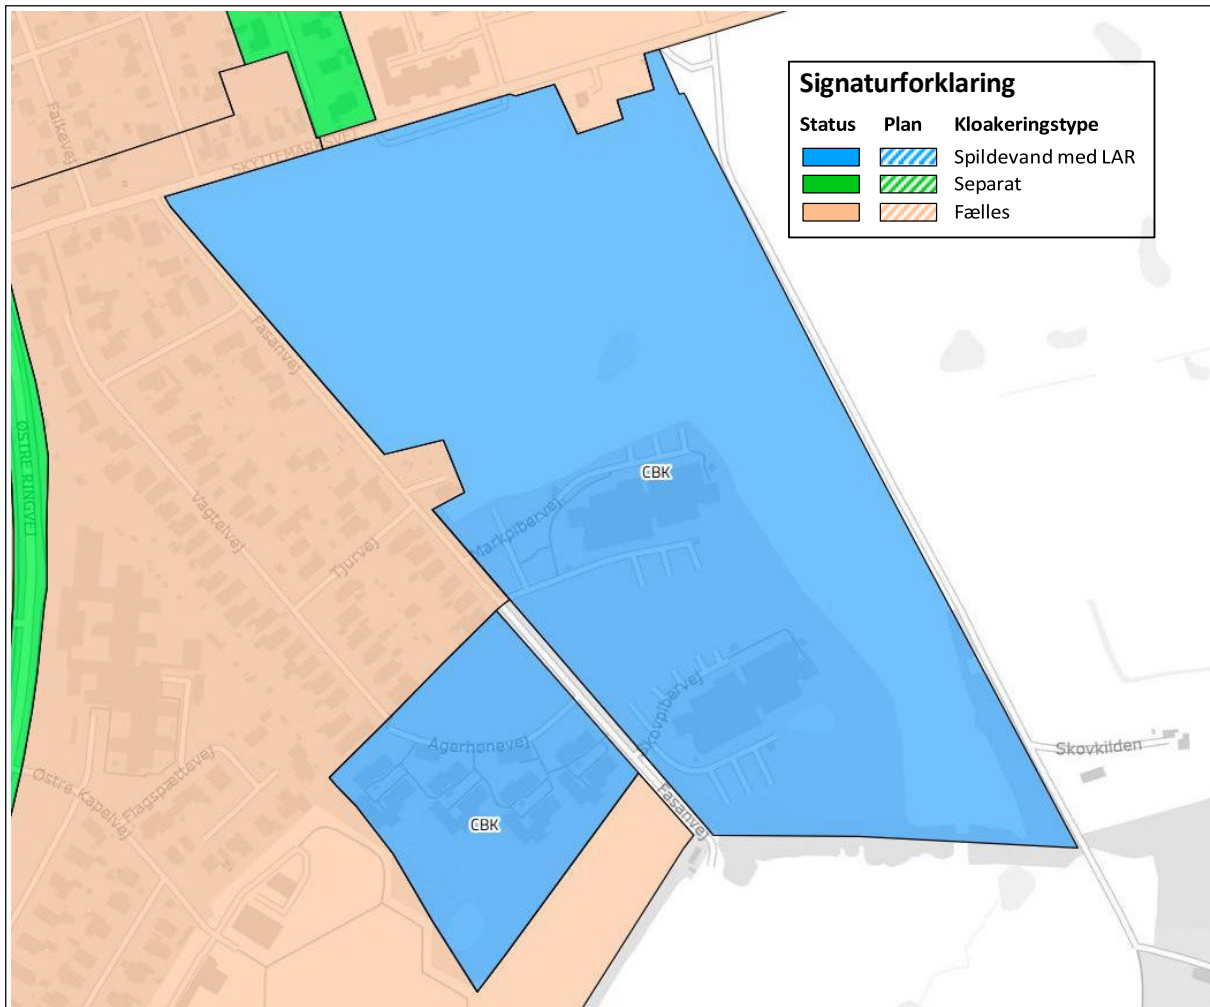 Signaturforklaring
Status Plan Kloakeringstype
Spildevand med LAR
Separat
Fælles
Falkevej
SKYTTEMARKSVEJ
Fasanvej
ØSTRE RINGVEJ
Vagtelvej
Tjurvej
CBK
Markpibervej
Skovpibervej
Agerhønevej
Skovkilden
Flagspættevej
Østre Kapelvej
CBK
Fasanvej